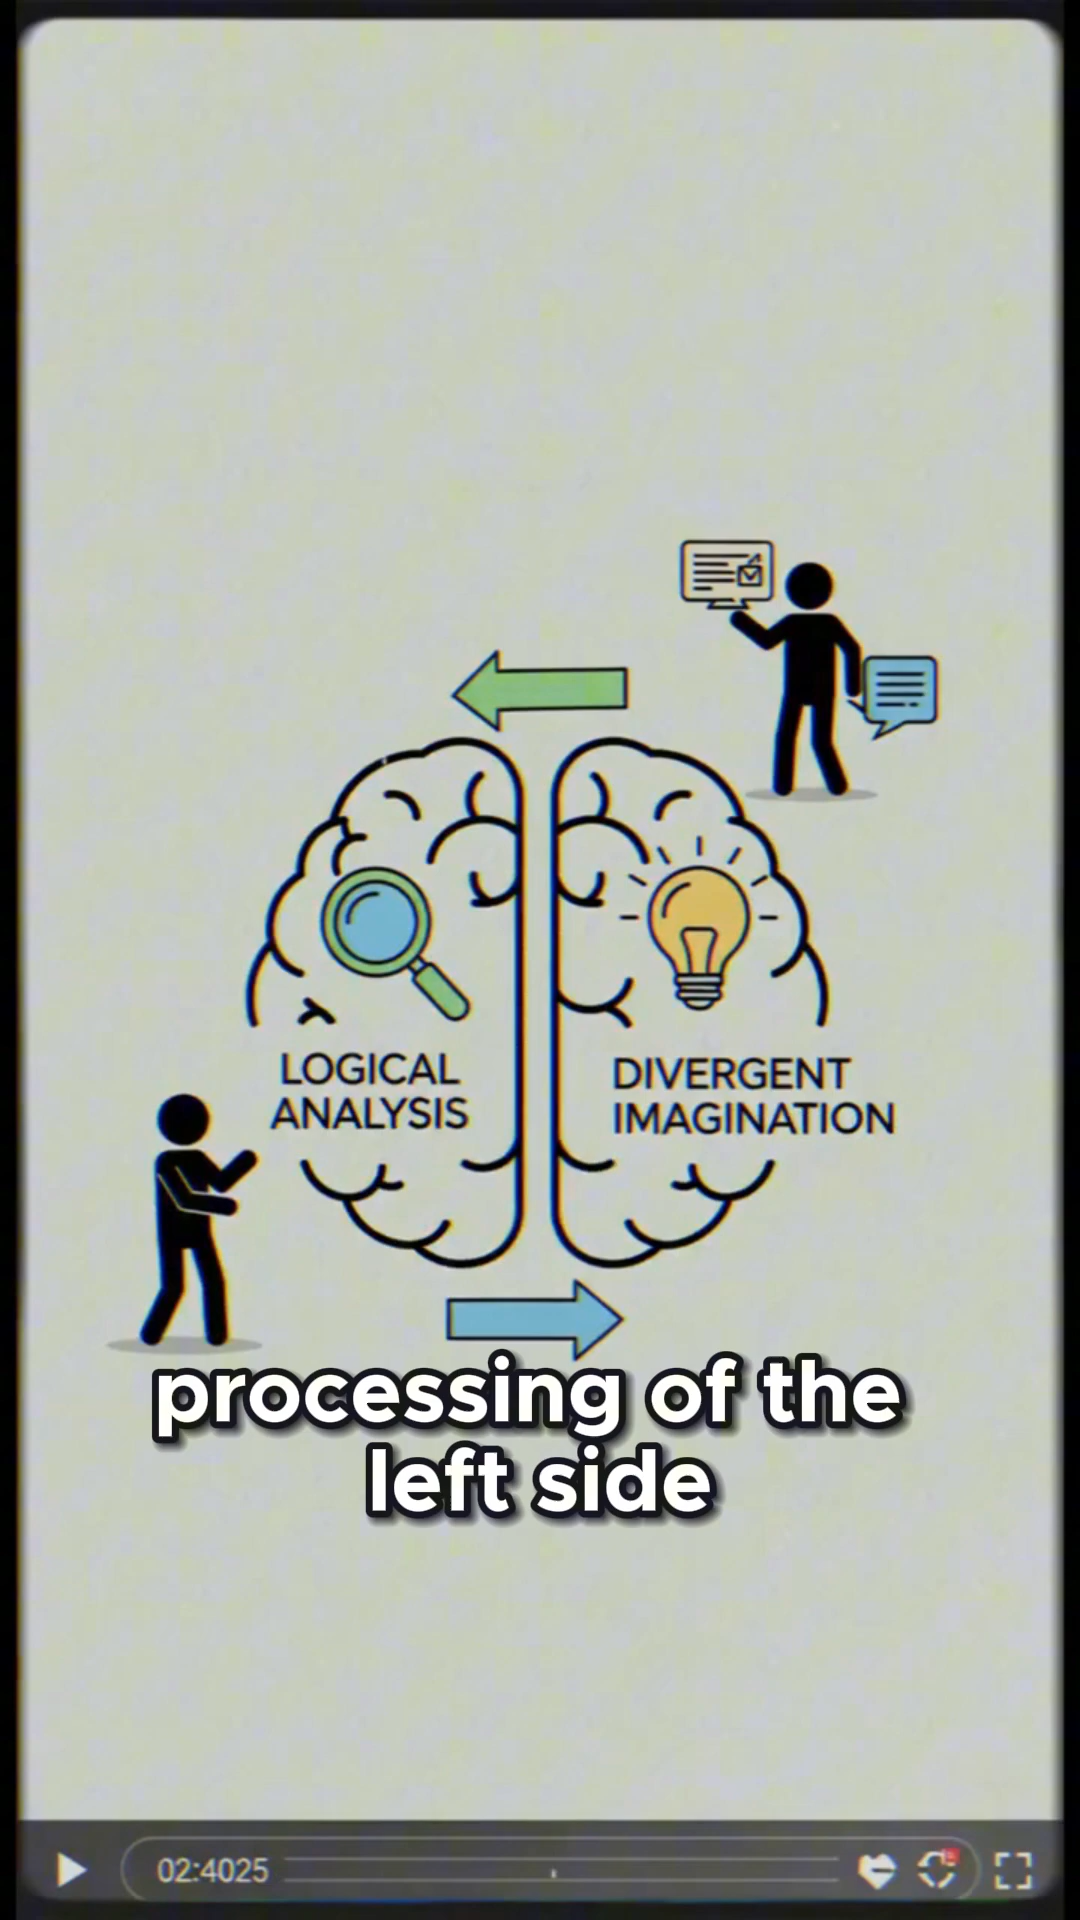 LOGICAL
ANALYSIS
DIVERGENT
IMAGINATION
processing of the
left side
02:4025